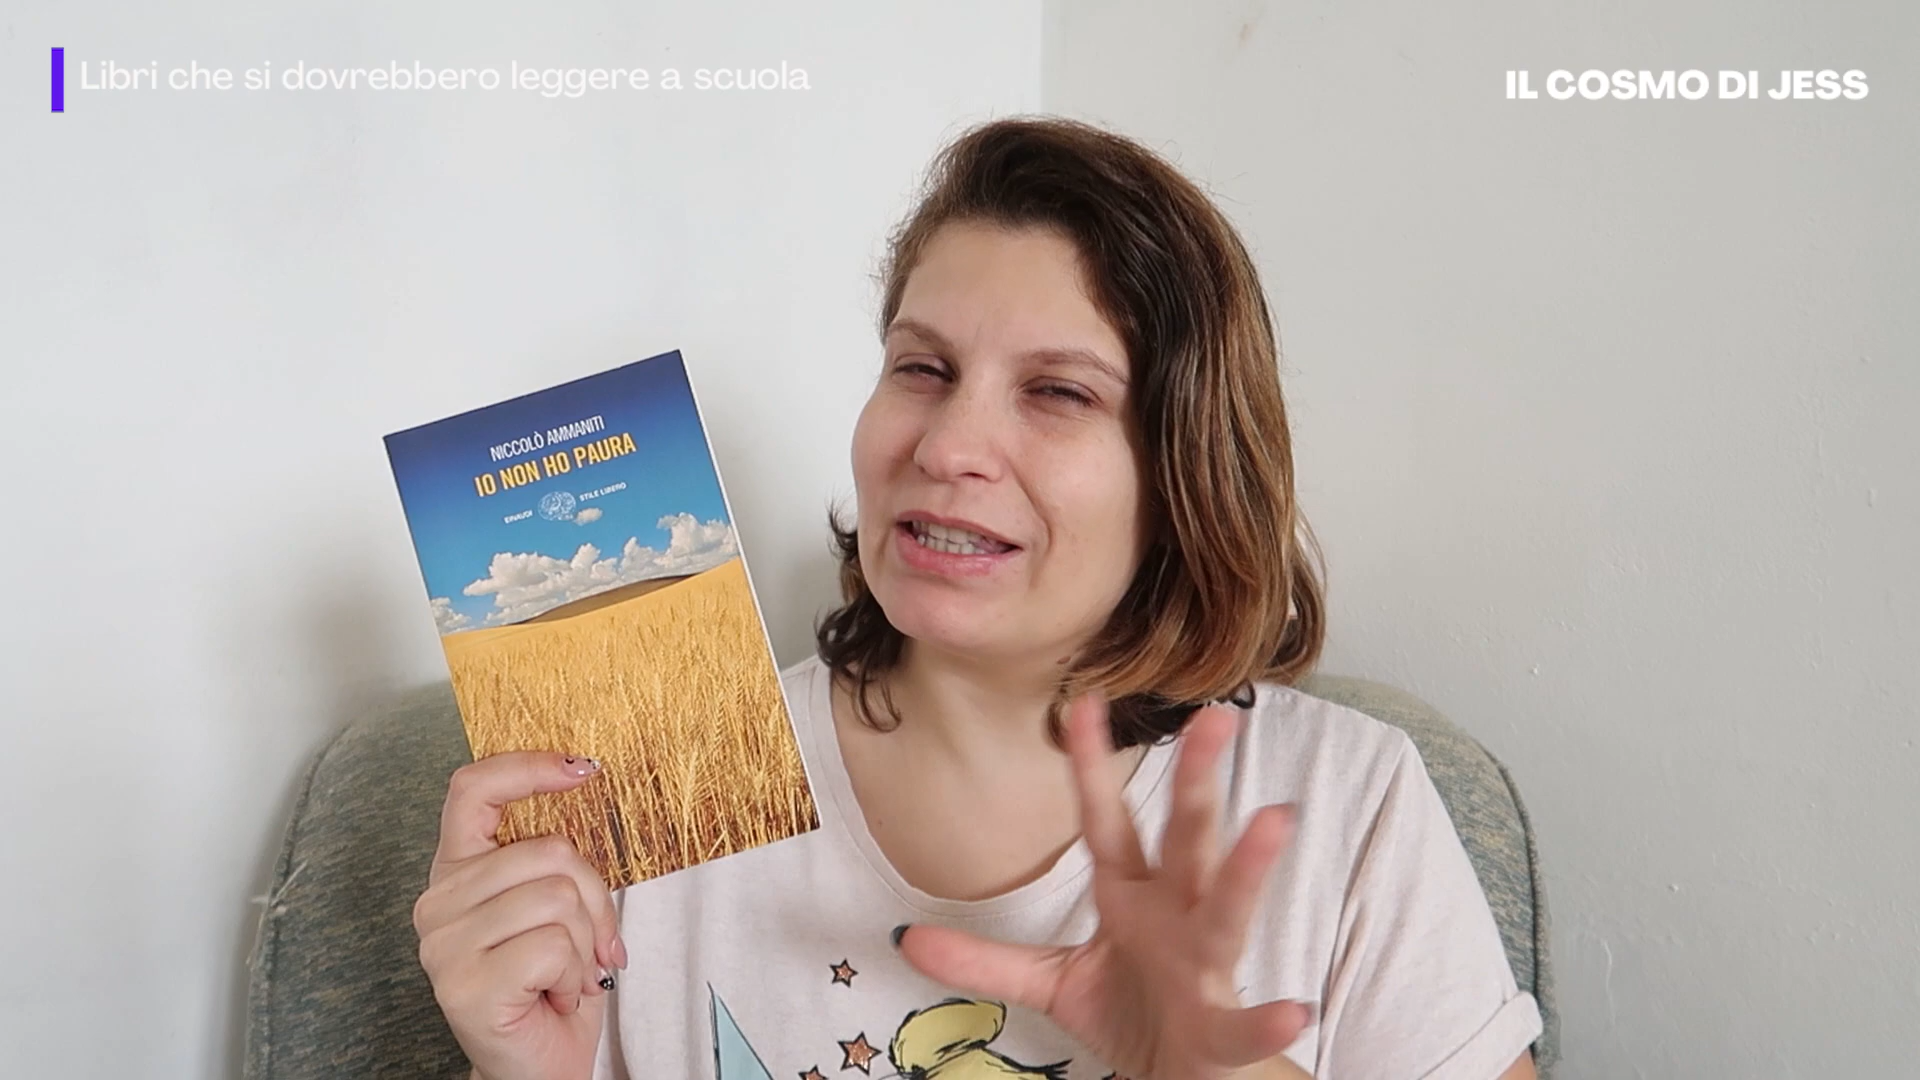 Libri che si dovrebbero leggere a scuola
IL COSMO DI JESS
NICCOLÒ AMMANITI
IO NON HO PAURA
EINAUDI STILE LIBERO